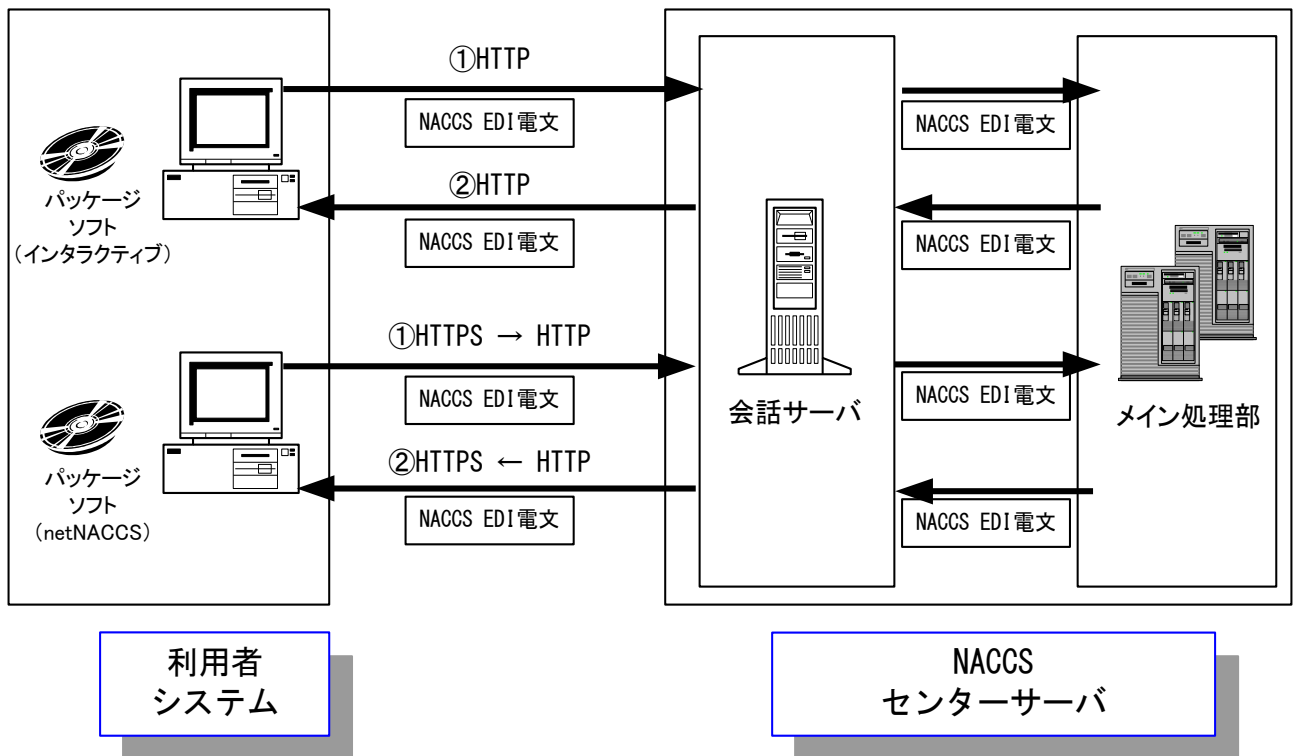 ①HTTP
NACCS EDI電文
NACCS EDI電文
パッケージ
ソフト
(インタラクティブ)
②HTTP
NACCS EDI電文
NACCS EDI電文
①HTTPS → HTTP
NACCS EDI電文
NACCS EDI電文
会話サーバ
メイン処理部
パッケージ
ソフト
(netNACCS)
②HTTPS ← HTTP
NACCS EDI電文
NACCS EDI電文
利用者
システム
NACCS
センターサーバ